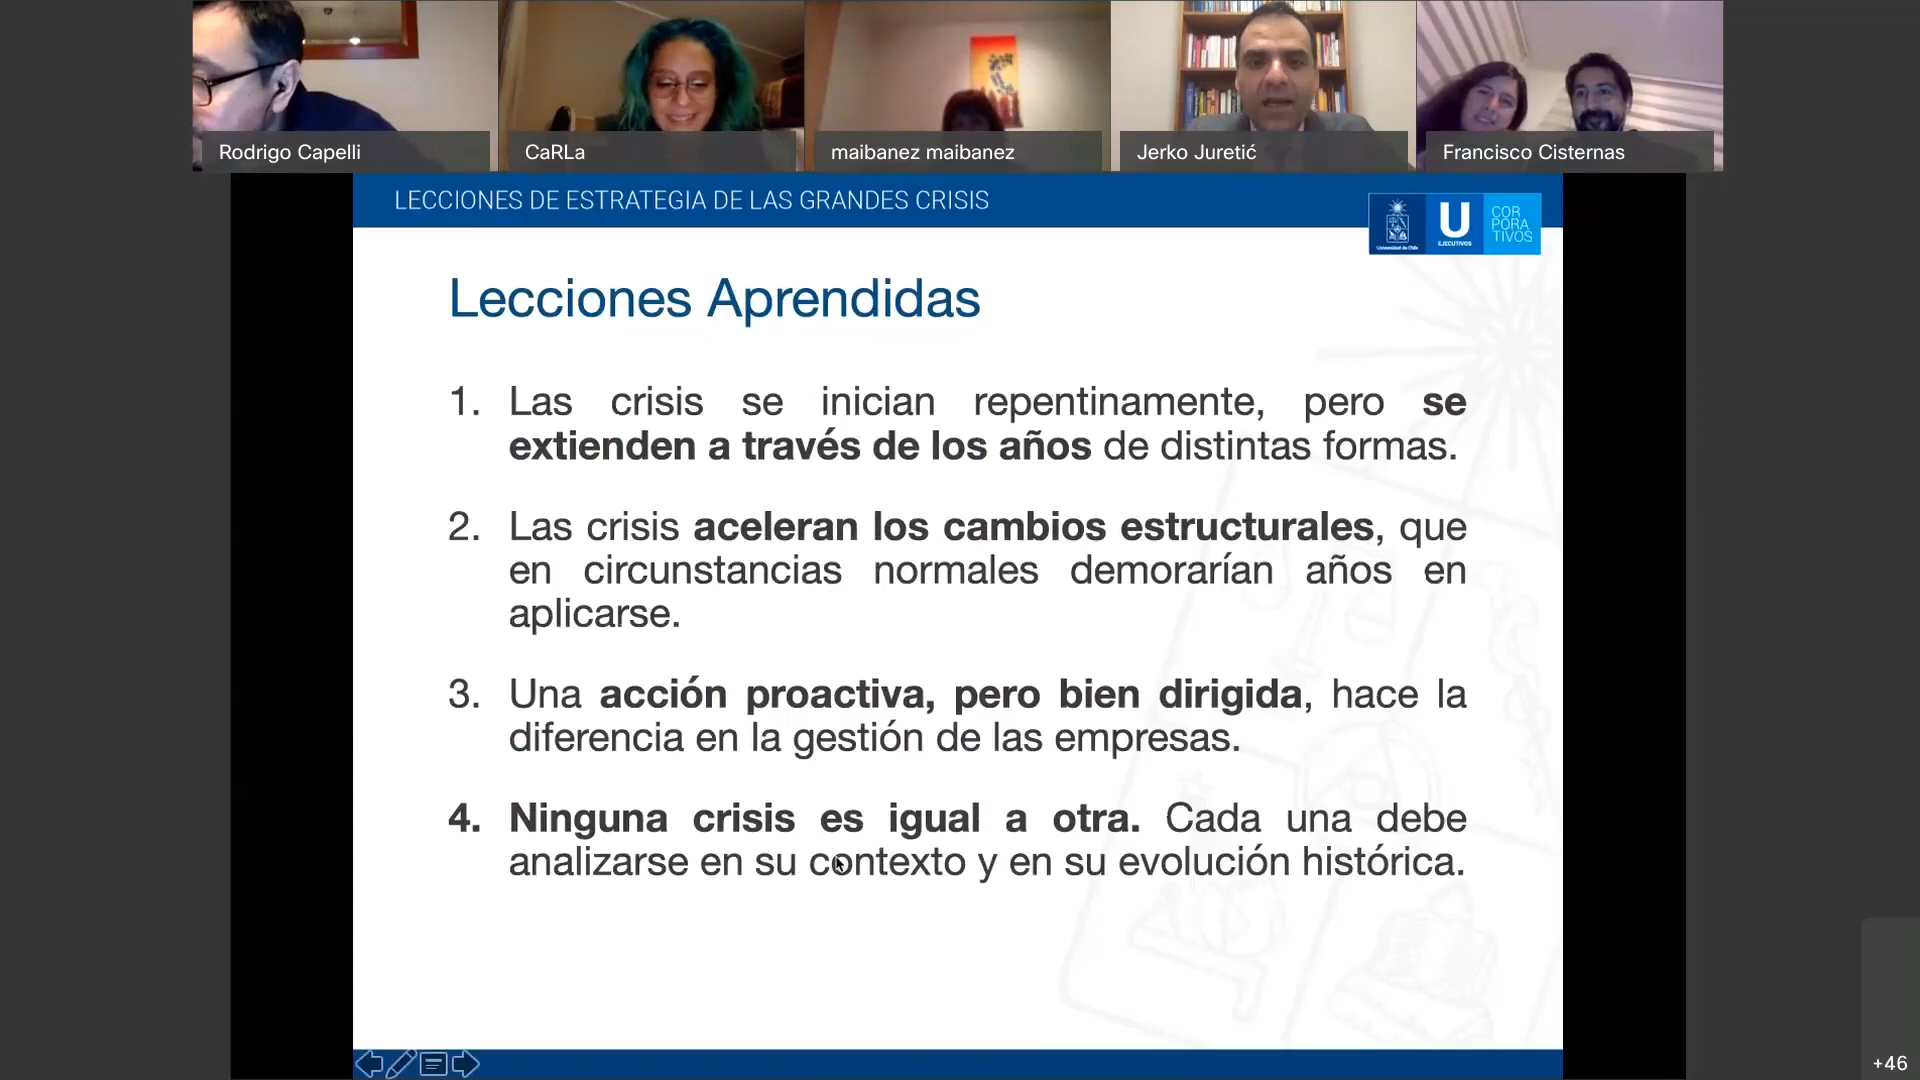 Rodrigo Capelli
CaRLa
maibanez maibanez
Jerko Juretić
Francisco Cisternas
LECCIONES DE ESTRATEGIA DE LAS GRANDES CRISIS
Universidad de Chile
U
EJECUTIVOS
COR
PORA
TIVOS
Lecciones Aprendidas
1. Las crisis se inician repentinamente, pero se
extienden a través de los años de distintas formas.
2. Las crisis aceleran los cambios estructurales, que
en circunstancias normales demorarían años en
aplicarse.
3. Una acción proactiva, pero bien dirigida, hace la
diferencia en la gestión de las empresas.
4. Ninguna crisis es igual a otra. Cada una debe
analizarse en su contexto y en su evolución histórica.
+46